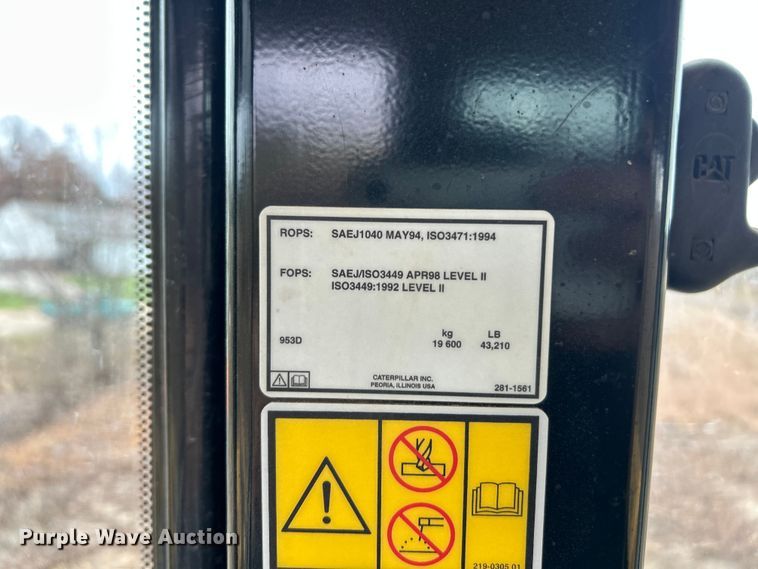 CAT
ROPS: SAEJ1040 MAY94, ISO3471:1994
FOPS: SAEJ/ISO3449 APR98 LEVEL II
ISO3449:1992 LEVEL II
kg LB
953D 19 600 43,210
CATERPILLAR INC.
PEORIA, ILLINOIS USA
281-1561
219-0305 01
Purple Wave Auction